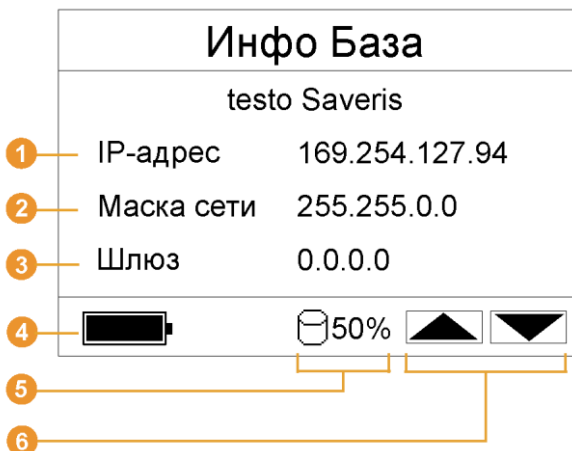 Инфо База
testo Saveris
1 IP-адрес 169.254.127.94
2 Маска сети 255.255.0.0
3 Шлюз 0.0.0.0
4 50%
5
6